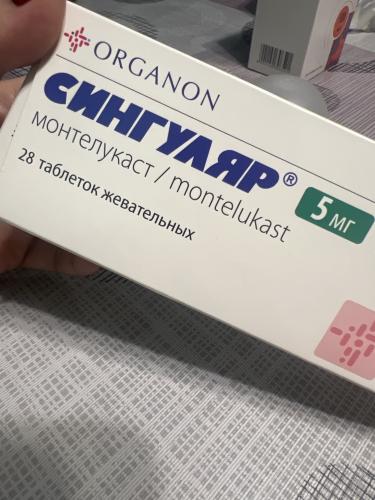 ORGANON
СИНГУЛЯР®
монтелукаст / montelukast
5 мг
28 таблеток жевательных